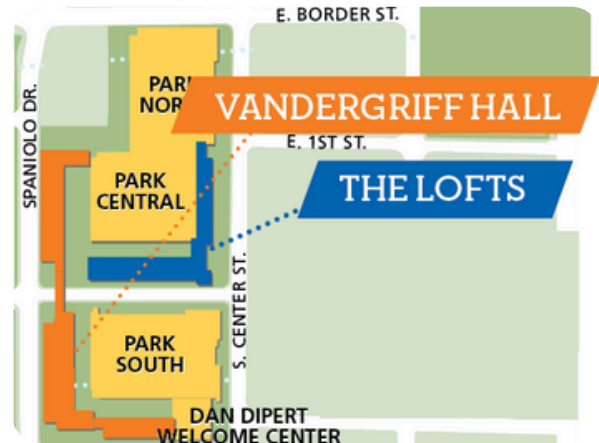 E. BORDER ST.
SPANIOLO DR.
VANDERGRIFF HALL
E. 1ST ST.
THE LOFTS
PARK
CENTRAL
S. CENTER ST.
PARK
SOUTH
DAN DIPERT
WELCOME CENTER